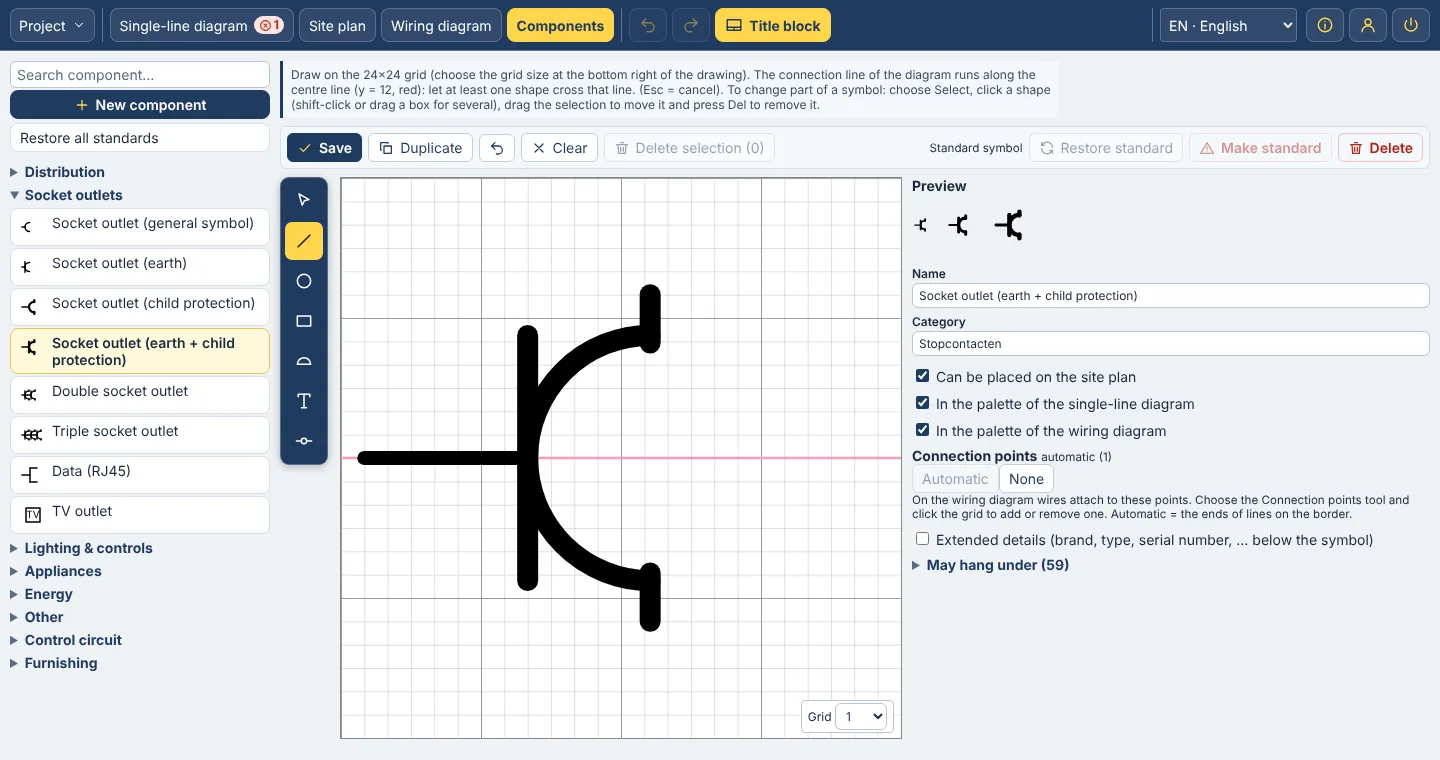 Project
Single-line diagram 1
Site plan
Wiring diagram
Components
Title block
EN · English
Search component...
New component
Restore all standards
Distribution
Socket outlets
Socket outlet (general symbol)
Socket outlet (earth)
Socket outlet (child protection)
Socket outlet (earth + child
protection)
Double socket outlet
Triple socket outlet
Data (RJ45)
TV
TV outlet
Lighting & controls
Appliances
Energy
Other
Control circuit
Furnishing
Draw on the 24×24 grid (choose the grid size at the bottom right of the drawing). The connection line of the diagram runs along the
centre line (y = 12, red): let at least one shape cross that line. (Esc = cancel). To change part of a symbol: choose Select, click a shape
(shift-click or drag a box for several), drag the selection to move it and press Del to remove it.
Save
Duplicate
Clear
Delete selection (0)
Standard symbol
Restore standard
Make standard
Delete
T
Grid 1
Preview
Name
Socket outlet (earth + child protection)
Category
Stopcontacten
Can be placed on the site plan
In the palette of the single-line diagram
In the palette of the wiring diagram
Connection points automatic (1)
Automatic
None
On the wiring diagram wires attach to these points. Choose the Connection points tool and
click the grid to add or remove one. Automatic = the ends of lines on the border.
Extended details (brand, type, serial number, ... below the symbol)
May hang under (59)